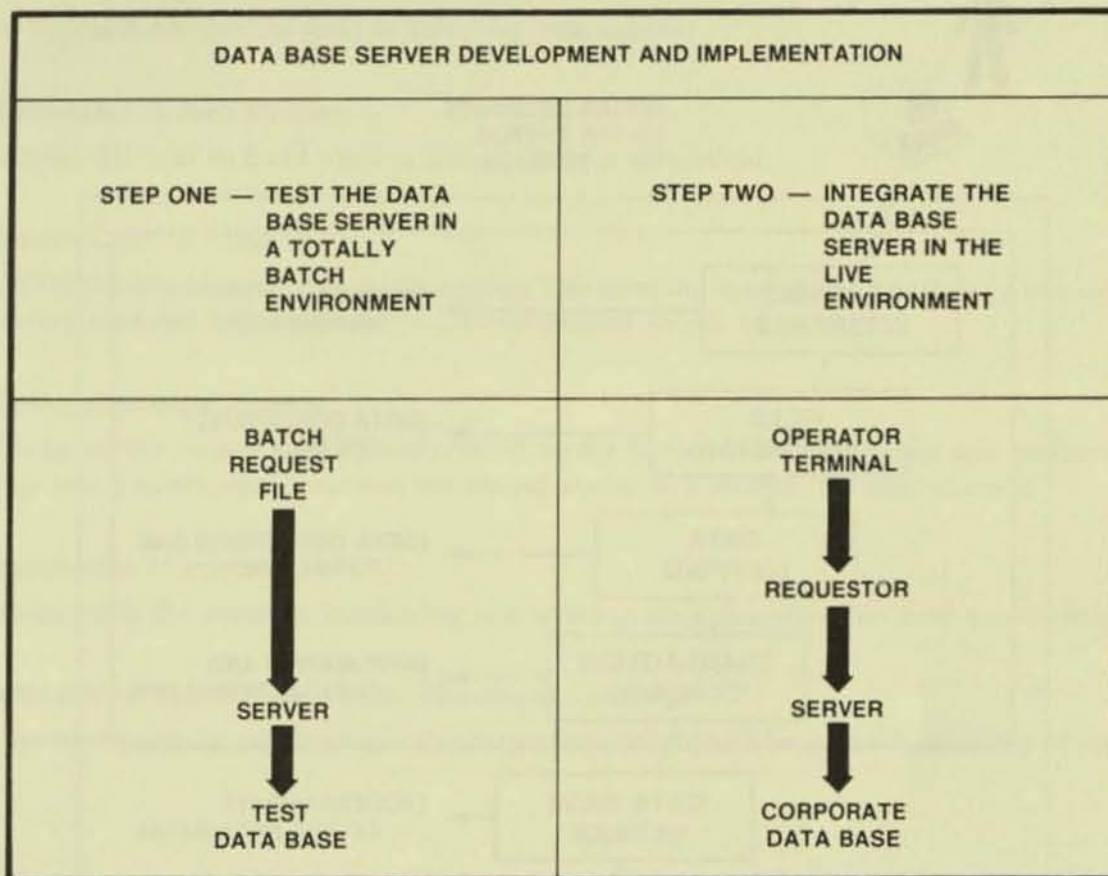 DATA BASE SERVER DEVELOPMENT AND IMPLEMENTATION
STEP ONE — TEST THE DATA
BASE SERVER IN
A TOTALLY
BATCH
ENVIRONMENT
STEP TWO — INTEGRATE THE
DATA BASE
SERVER IN THE
LIVE
ENVIRONMENT
BATCH
REQUEST
FILE
SERVER
TEST
DATA BASE
OPERATOR
TERMINAL
REQUESTOR
SERVER
CORPORATE
DATA BASE